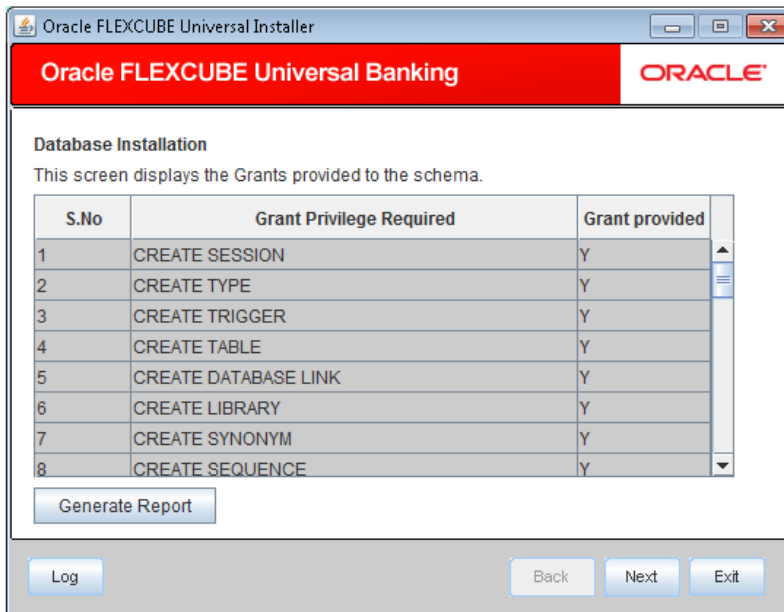 Oracle FLEXCUBE Universal Installer
Oracle FLEXCUBE Universal Banking
ORACLE
Database Installation
This screen displays the Grants provided to the schema.
S.No Grant Privilege Required Grant provided
1 CREATE SESSION Y
2 CREATE TYPE Y
3 CREATE TRIGGER Y
4 CREATE TABLE Y
5 CREATE DATABASE LINK Y
6 CREATE LIBRARY Y
7 CREATE SYNONYM Y
8 CREATE SEQUENCE Y
Generate Report
Log Back Next Exit